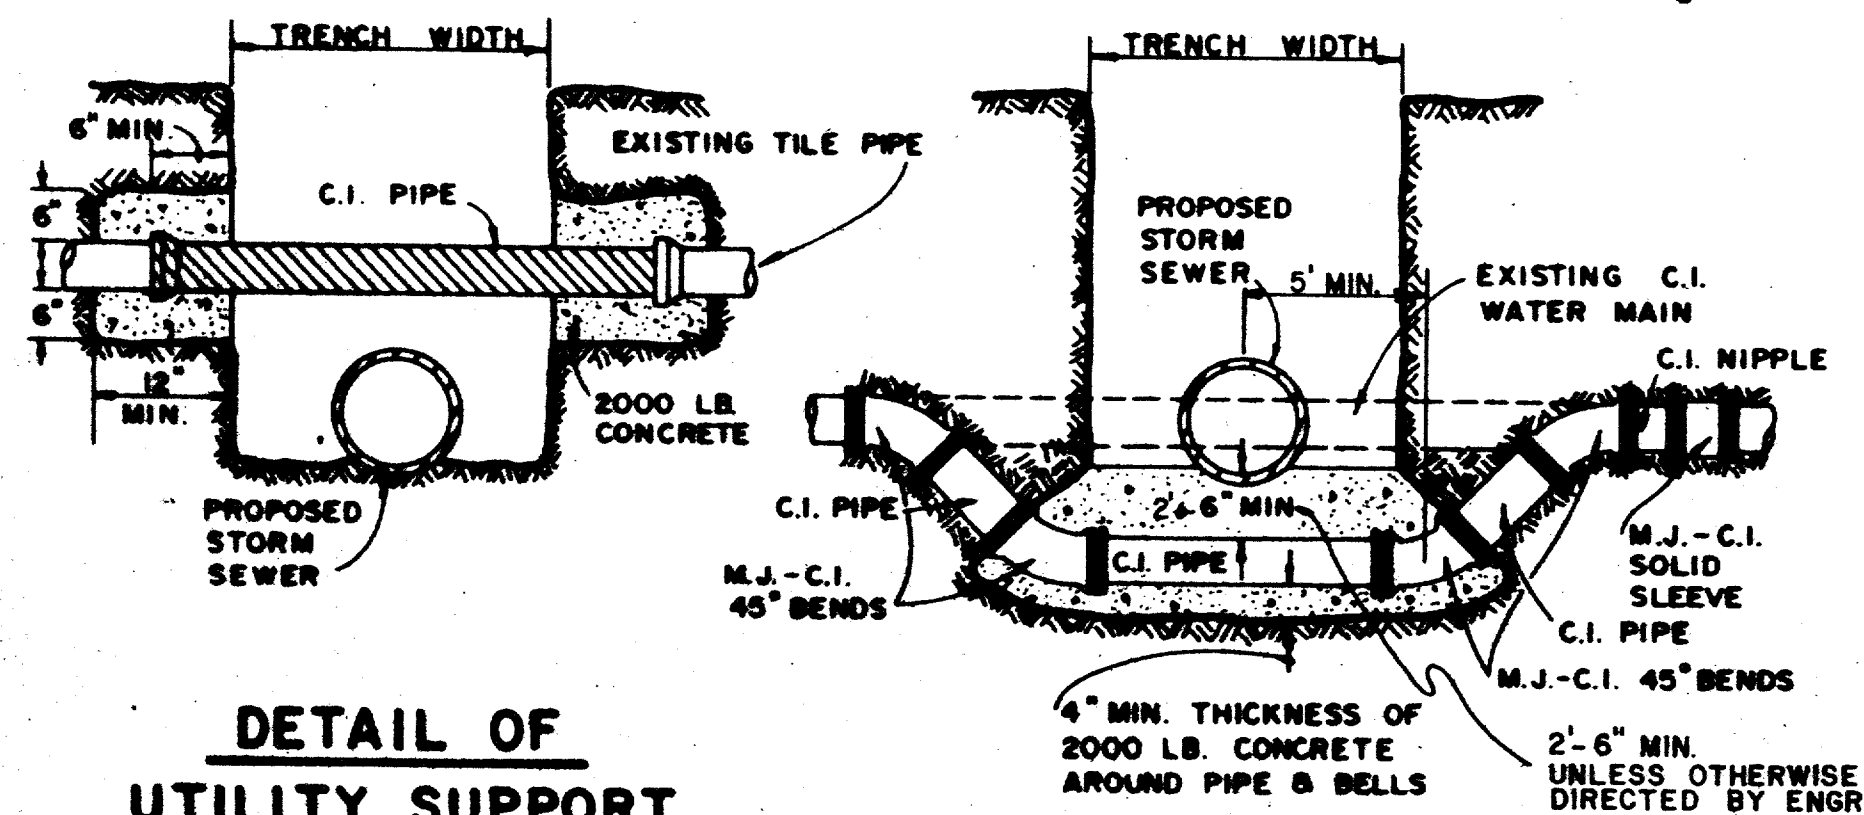 TRENCH WIDTH
6" MIN.
EXISTING TILE PIPE
C.I. PIPE
6"
6"
12"
MIN.
2000 LB.
CONCRETE
PROPOSED
STORM
SEWER
DETAIL OF
UTILITY SUPPORT
TRENCH WIDTH
PROPOSED
STORM
SEWER
5' MIN.
EXISTING C.I.
WATER MAIN
C.I. NIPPLE
C.I. PIPE
2'-6" MIN
C.I. PIPE
M.J.-C.I.
45° BENDS
M.J.-C.I.
SOLID
SLEEVE
C.I. PIPE
M.J.-C.I. 45° BENDS
4" MIN. THICKNESS OF
2000 LB. CONCRETE
AROUND PIPE & BELLS
2'-6" MIN.
UNLESS OTHERWISE
DIRECTED BY ENGR